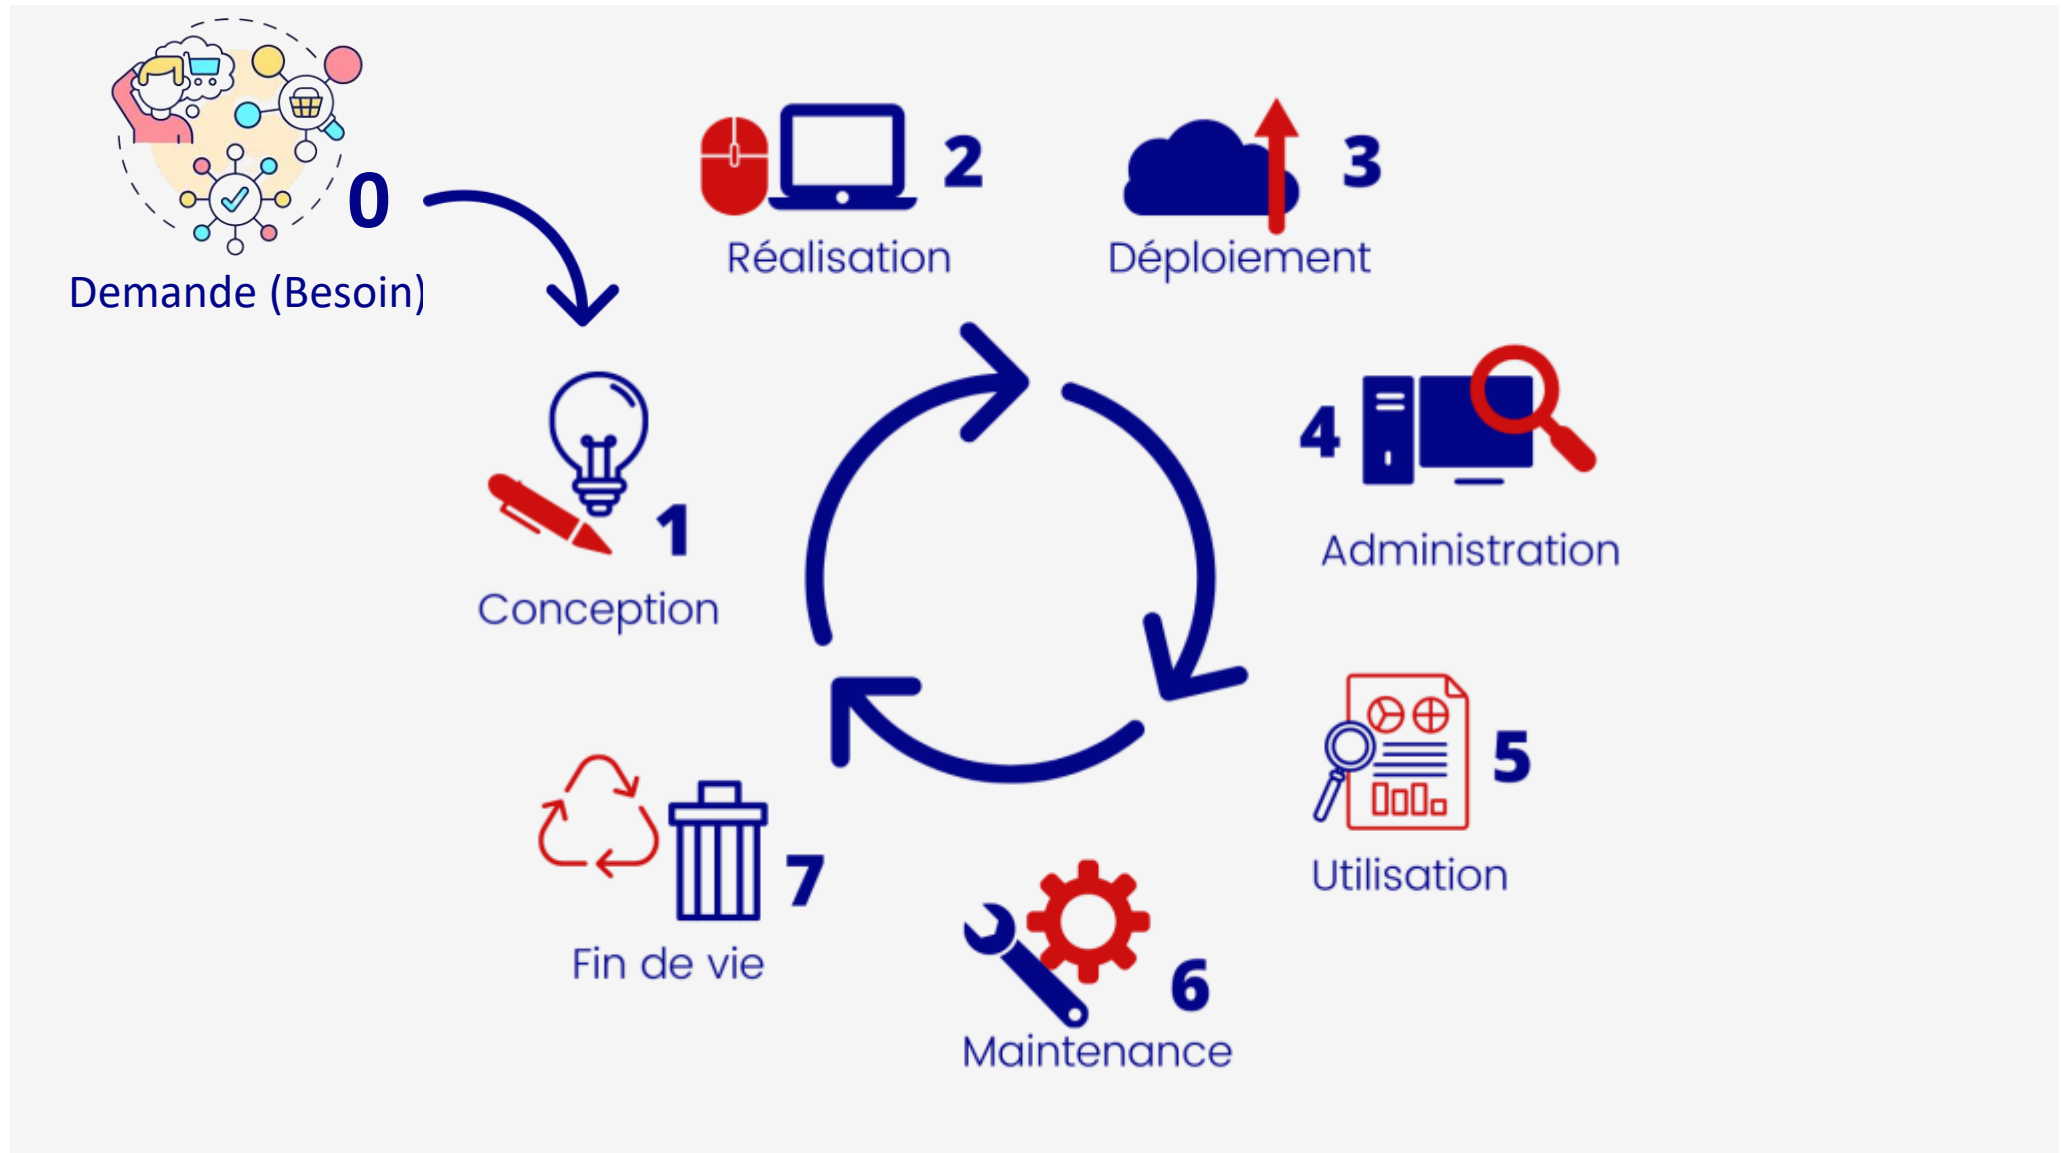 0
Demande (Besoin)
1
Conception
2
Réalisation
3
Déploiement
4
Administration
5
Utilisation
6
Maintenance
7
Fin de vie